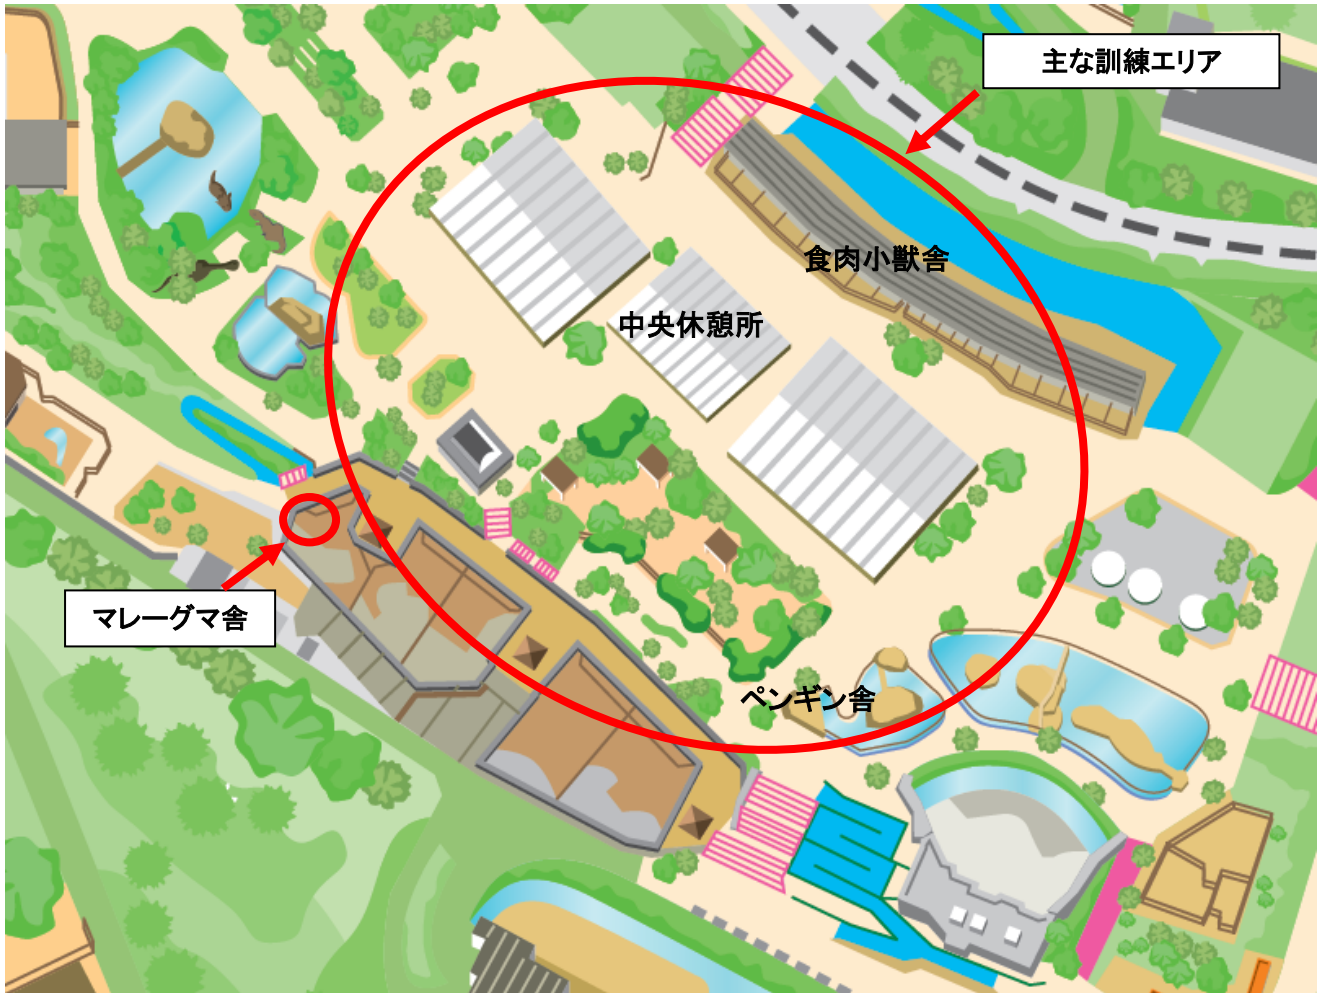 主な訓練エリア
食肉小獣舎
中央休憩所
マレーグマ舎
ペンギン舎